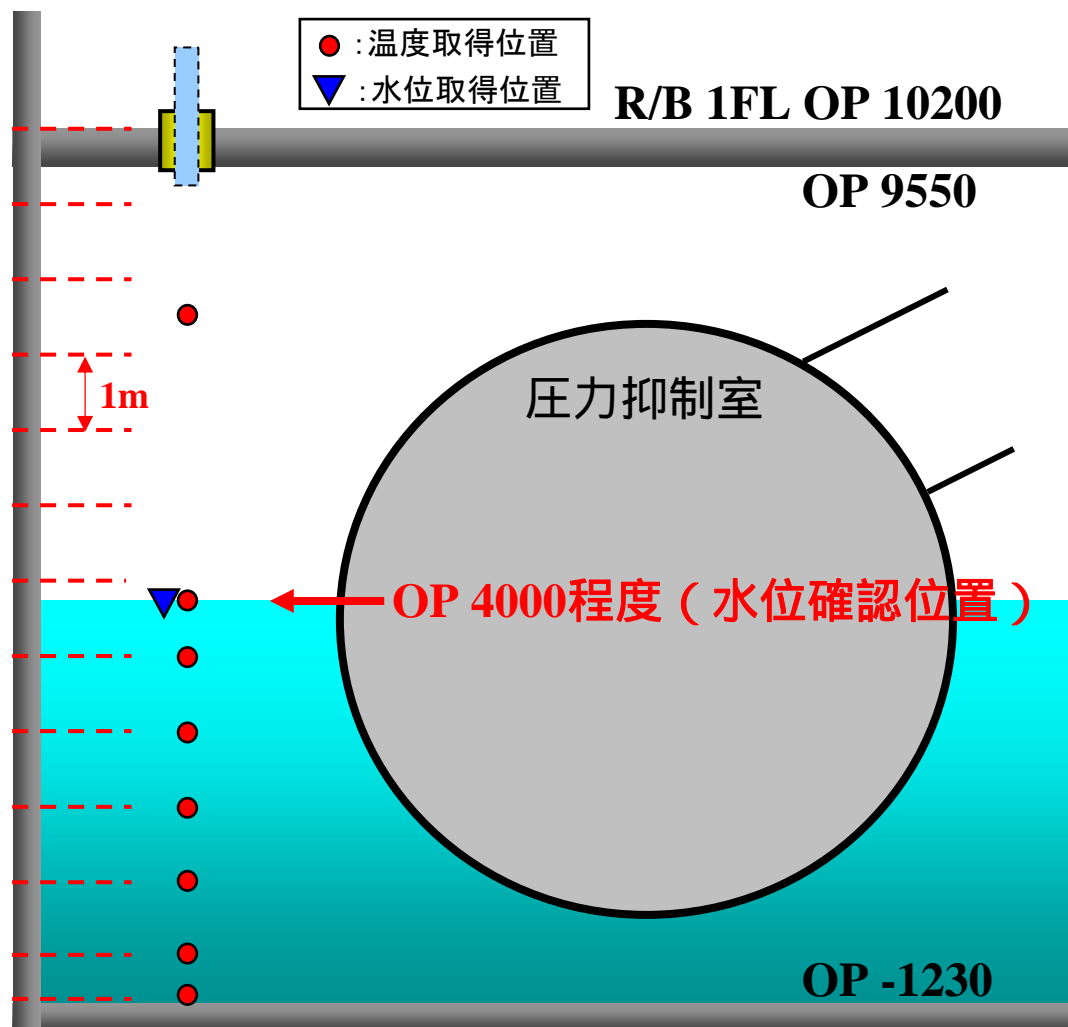 ：温度取得位置
：水位取得位置
R/B 1FL OP 10200
OP 9550
1m
圧力抑制室
OP 4000程度（水位確認位置）
OP -1230